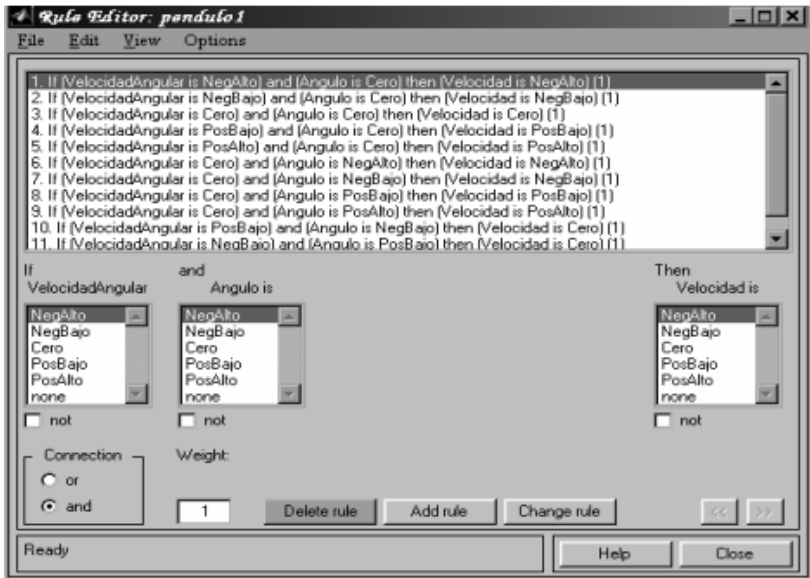 Rule Editor: pendulo1
File Edit View Options
1. If (VelocidadAngular is NegAlto) and (Angulo is Cero) then (Velocidad is NegAlto) (1)
2. If (VelocidadAngular is NegBajo) and (Angulo is Cero) then (Velocidad is NegBajo) (1)
3. If (VelocidadAngular is Cero) and (Angulo is Cero) then (Velocidad is Cero) (1)
4. If (VelocidadAngular is PosBajo) and (Angulo is Cero) then (Velocidad is PosBajo) (1)
5. If (VelocidadAngular is PosAlto) and (Angulo is Cero) then (Velocidad is PosAlto) (1)
6. If (VelocidadAngular is Cero) and (Angulo is NegAlto) then (Velocidad is NegAlto) (1)
7. If (VelocidadAngular is Cero) and (Angulo is NegBajo) then (Velocidad is NegBajo) (1)
8. If (VelocidadAngular is Cero) and (Angulo is PosBajo) then (Velocidad is PosBajo) (1)
9. If (VelocidadAngular is Cero) and (Angulo is PosAlto) then (Velocidad is PosAlto) (1)
10. If (VelocidadAngular is PosBajo) and (Angulo is NegBajo) then (Velocidad is Cero) (1)
11. If (VelocidadAngular is NegBajo) and (Angulo is PosBajo) then (Velocidad is Cero) (1)
If and Then
VelocidadAngular Angulo is Velocidad is
NegAlto NegAlto NegAlto
NegBajo NegBajo NegBajo
Cero Cero Cero
PosBajo PosBajo PosBajo
PosAlto PosAlto PosAlto
none none none
not not not
Connection Weight:
or
and 1 Delete rule Add rule Change rule << >>
Ready Help Close